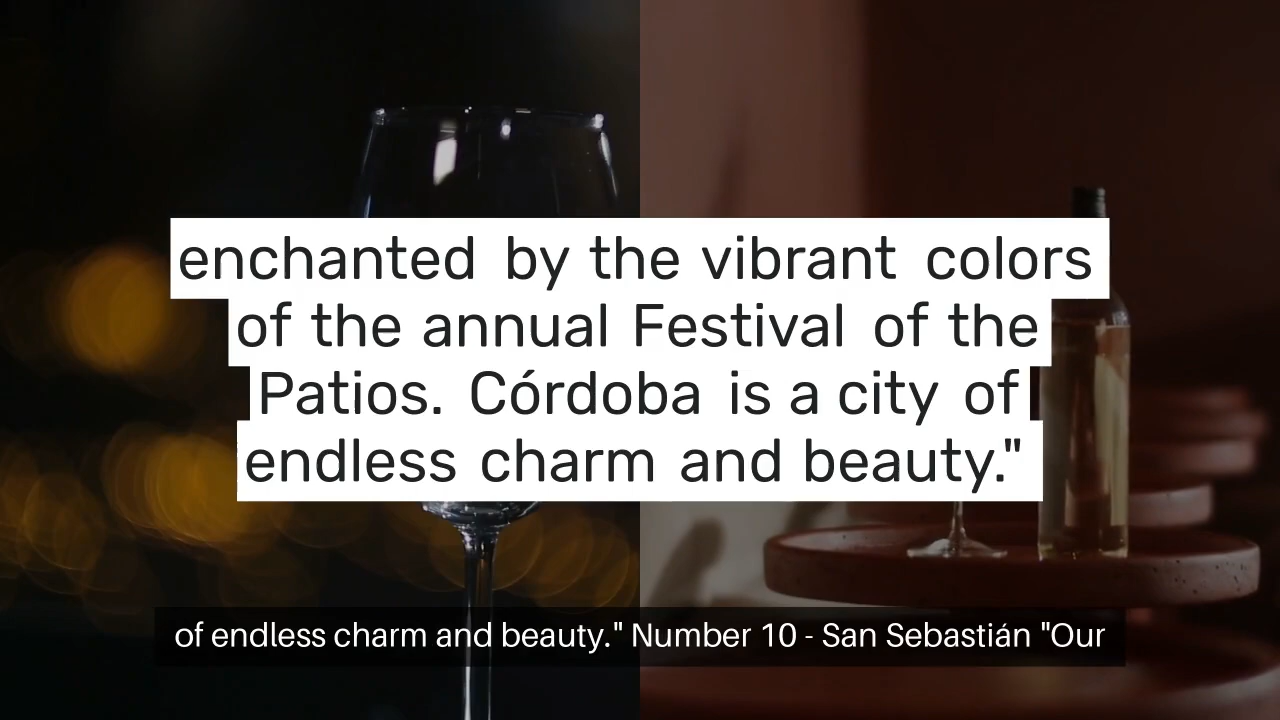 enchanted by the vibrant colors
of the annual Festival of the
Patios. Córdoba is a city of
endless charm and beauty."
of endless charm and beauty." Number 10 - San Sebastián "Our